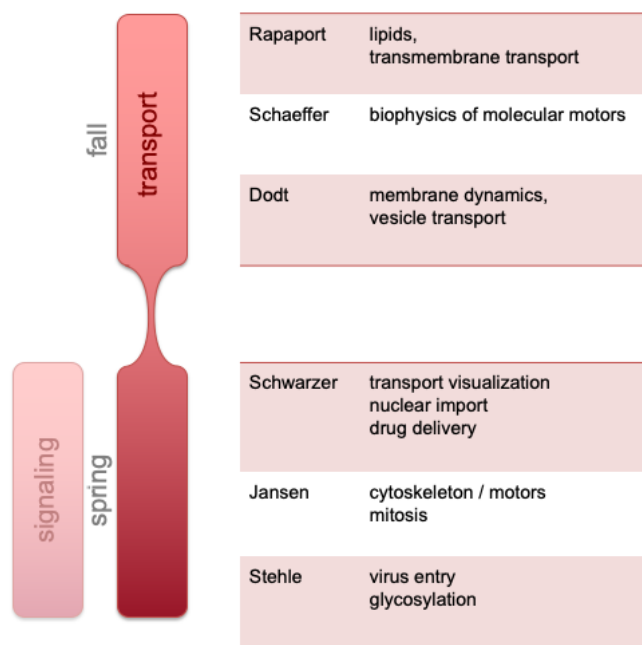 fall
transport
Rapaport lipids,
transmembrane transport
Schaeffer biophysics of molecular motors
Dodt membrane dynamics,
vesicle transport
signaling
spring
Schwarzer transport visualization
nuclear import
drug delivery
Jansen cytoskeleton / motors
mitosis
Stehle virus entry
glycosylation